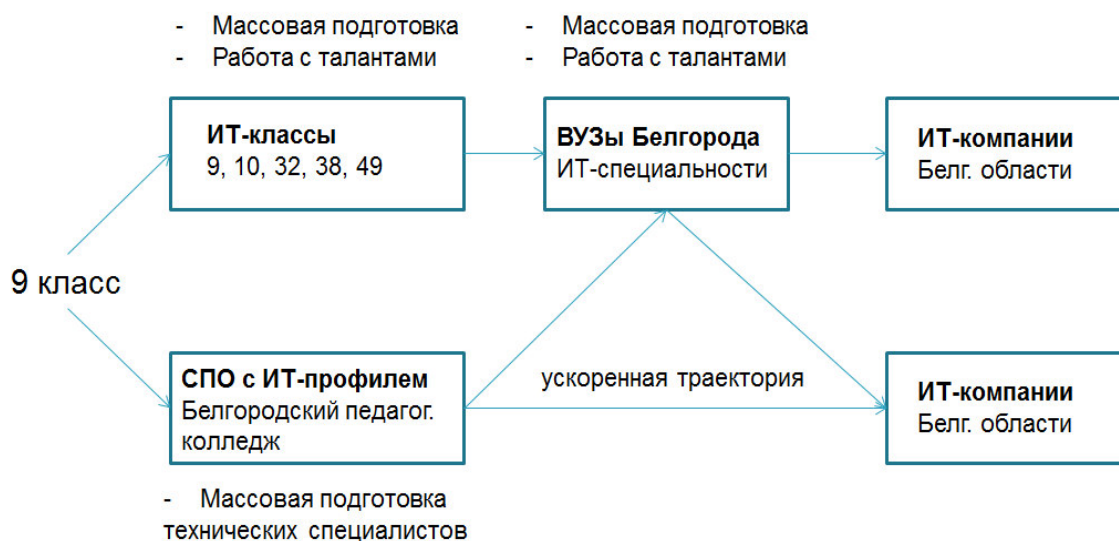 - Массовая подготовка
- Работа с талантами
- Массовая подготовка
- Работа с талантами
ИТ-классы
9, 10, 32, 38, 49
ВУЗы Белгорода
ИТ-специальности
ИТ-компании
Белг. области
9 класс
СПО с ИТ-профилем
Белгородский педагог.
колледж
ускоренная траектория
ИТ-компании
Белг. области
- Массовая подготовка
технических специалистов